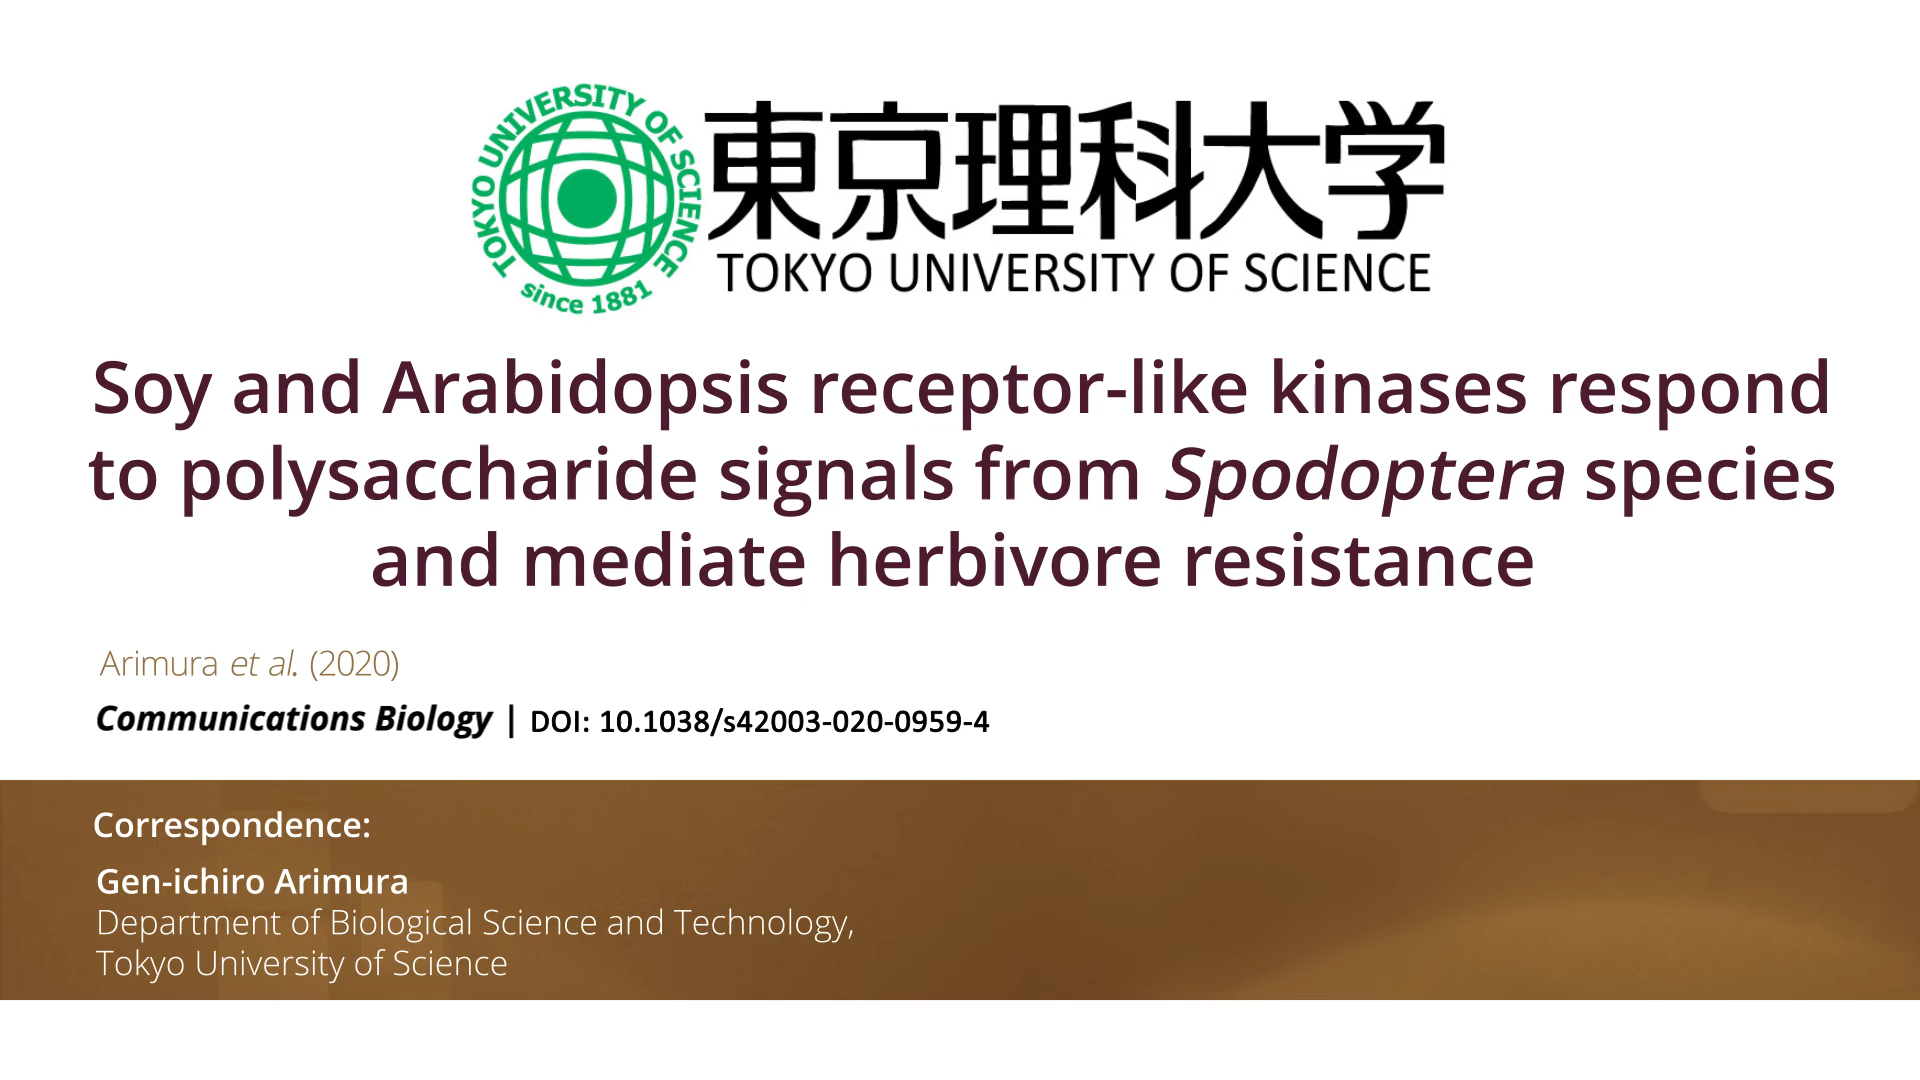 TOKYO UNIVERSITY OF SCIENCE
since 1881
東京理科大学
TOKYO UNIVERSITY OF SCIENCE
Soy and Arabidopsis receptor-like kinases respond
to polysaccharide signals from Spodoptera species
and mediate herbivore resistance
Arimura et al. (2020)
Communications Biology | DOI: 10.1038/s42003-020-0959-4
Correspondence:
Gen-ichiro Arimura
Department of Biological Science and Technology,
Tokyo University of Science